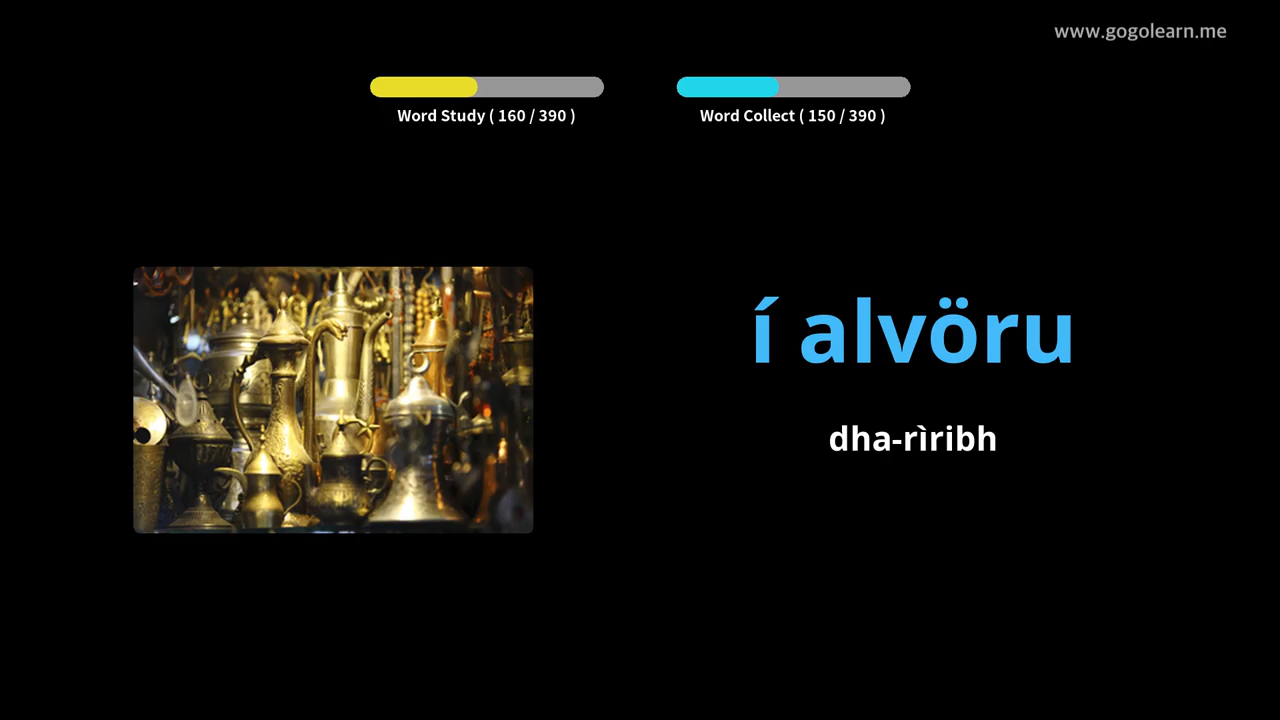 www.gogolearn.me
Word Study ( 160 / 390 )
Word Collect ( 150 / 390 )
í alvöru
dha-rìribh